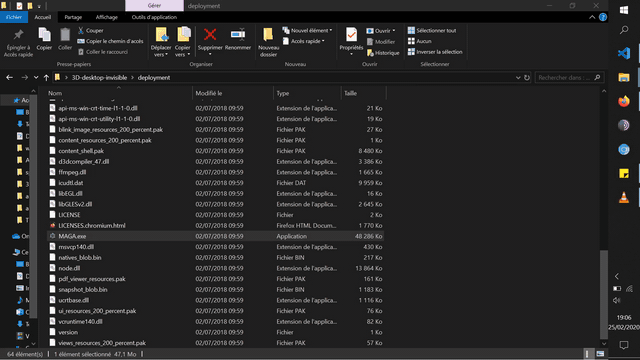 Gérer
deployment
Fichier
Accueil
Partage
Affichage
Outils d'application
Épingler à Accès rapide
Copier
Coller
Couper
Copier le chemin d'accès
Coller le raccourci
Presse-papiers
Déplacer vers
Copier vers
Supprimer
Renommer
Organiser
Nouveau dossier
Nouvel élément
Accès rapide
Nouveau
Propriétés
Ouvrir
Modifier
Historique
Ouvrir
Sélectionner tout
Aucun
Inverser la sélection
Sélectionner
3D-desktop-invisible > deployment
Rechercher dans :
Nom Modifié le Type Taille
api-ms-win-crt-time-l1-1-0.dll 02/07/2018 09:59 Extension de l'applica... 21 Ko
api-ms-win-crt-utility-l1-1-0.dll 02/07/2018 09:59 Extension de l'applica... 19 Ko
blink_image_resources_200_percent.pak 02/07/2018 09:59 Fichier PAK 27 Ko
content_resources_200_percent.pak 02/07/2018 09:59 Fichier PAK 1 Ko
content_shell.pak 02/07/2018 09:59 Fichier PAK 8 480 Ko
d3dcompiler_47.dll 02/07/2018 09:59 Extension de l'applica... 3 386 Ko
ffmpeg.dll 02/07/2018 09:59 Extension de l'applica... 1 665 Ko
icudtl.dat 02/07/2018 09:59 Fichier DAT 9 959 Ko
libEGL.dll 02/07/2018 09:59 Extension de l'applica... 16 Ko
libGLESv2.dll 02/07/2018 09:59 Extension de l'applica... 2 645 Ko
LICENSE 02/07/2018 09:59 Fichier 2 Ko
LICENSES.chromium.html 02/07/2018 09:59 Firefox HTML Docum... 1 770 Ko
MAGA.exe 02/07/2018 09:59 Application 48 286 Ko
msvcp140.dll 02/07/2018 09:59 Extension de l'applica... 430 Ko
natives_blob.bin 02/07/2018 09:59 Fichier BIN 217 Ko
node.dll 02/07/2018 09:59 Extension de l'applica... 13 864 Ko
pdf_viewer_resources.pak 02/07/2018 09:59 Fichier PAK 161 Ko
snapshot_blob.bin 02/07/2018 09:59 Fichier BIN 1 183 Ko
ucrtbase.dll 02/07/2018 09:59 Extension de l'applica... 1 116 Ko
ui_resources_200_percent.pak 02/07/2018 09:59 Fichier PAK 76 Ko
vcruntime140.dll 02/07/2018 09:59 Extension de l'applica... 82 Ko
version 02/07/2018 09:59 Fichier 1 Ko
views_resources_200_percent.pak 02/07/2018 09:59 Fichier PAK 57 Ko
64 élément(s) 1 élément sélectionné 47,1 Mo
19:06
25/02/2020